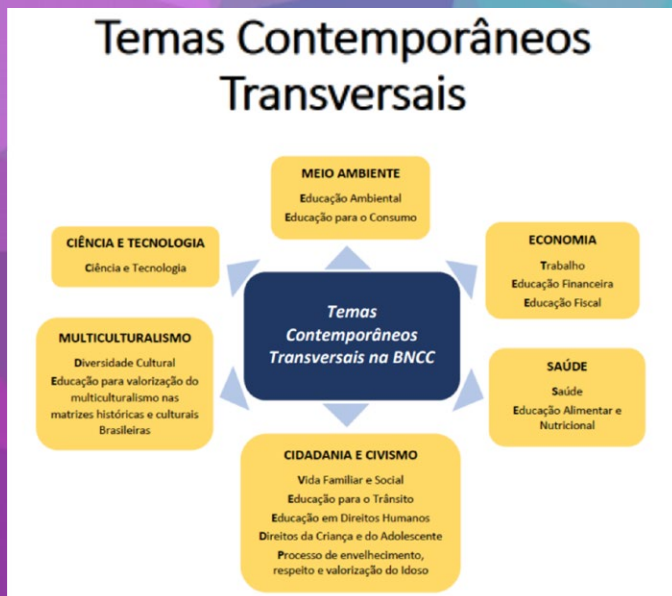 Temas Contemporâneos
Transversais
MEIO AMBIENTE
Educação Ambiental
Educação para o Consumo
CIÊNCIA E TECNOLOGIA
Ciência e Tecnologia
ECONOMIA
Trabalho
Educação Financeira
Educação Fiscal
Temas
Contemporâneos
Transversais na BNCC
MULTICULTURALISMO
Diversidade Cultural
Educação para valorização do
multiculturalismo nas
matrizes históricas e culturais
Brasileiras
SAÚDE
Saúde
Educação Alimentar e
Nutricional
CIDADANIA E CIVISMO
Vida Familiar e Social
Educação para o Trânsito
Educação em Direitos Humanos
Direitos da Criança e do Adolescente
Processo de envelhecimento,
respeito e valorização do Idoso